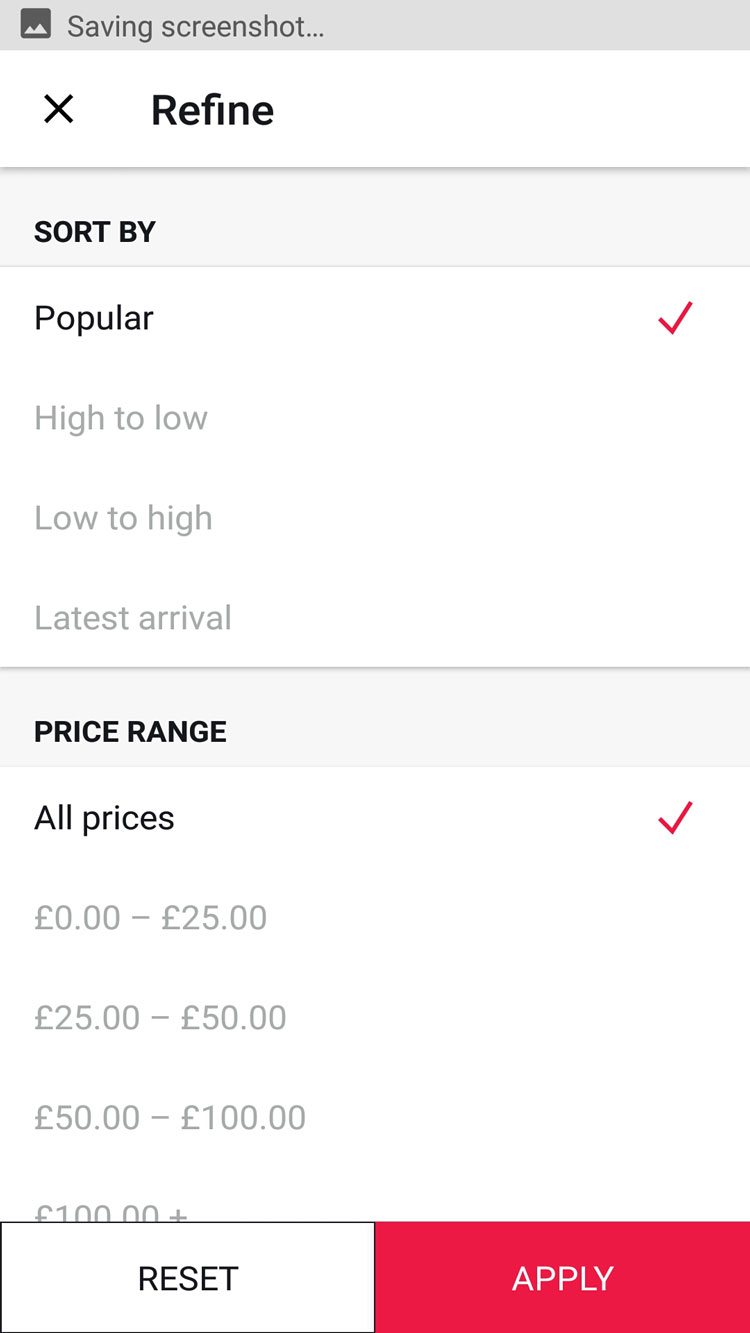 Saving screenshot...
Refine
SORT BY
Popular
High to low
Low to high
Latest arrival
PRICE RANGE
All prices
£0.00 – £25.00
£25.00 – £50.00
£50.00 – £100.00
£100.00 +
RESET
APPLY